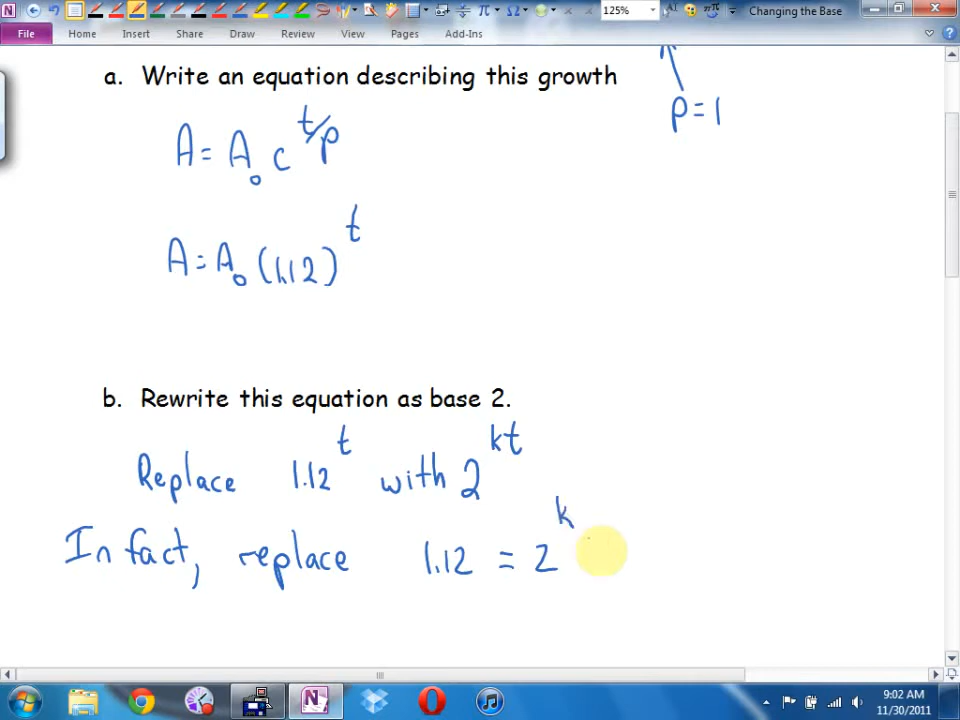 125%
Changing the Base
File Home Insert Share Draw Review View Pages Add-Ins
a. Write an equation describing this growth
p = 1
A = A₀ c^(t/p)
A = A₀ (1.12)^t
b. Rewrite this equation as base 2.
Replace 1.12^t with 2^(kt)
In fact, replace 1.12 = 2^k
9:02 AM
11/30/2011